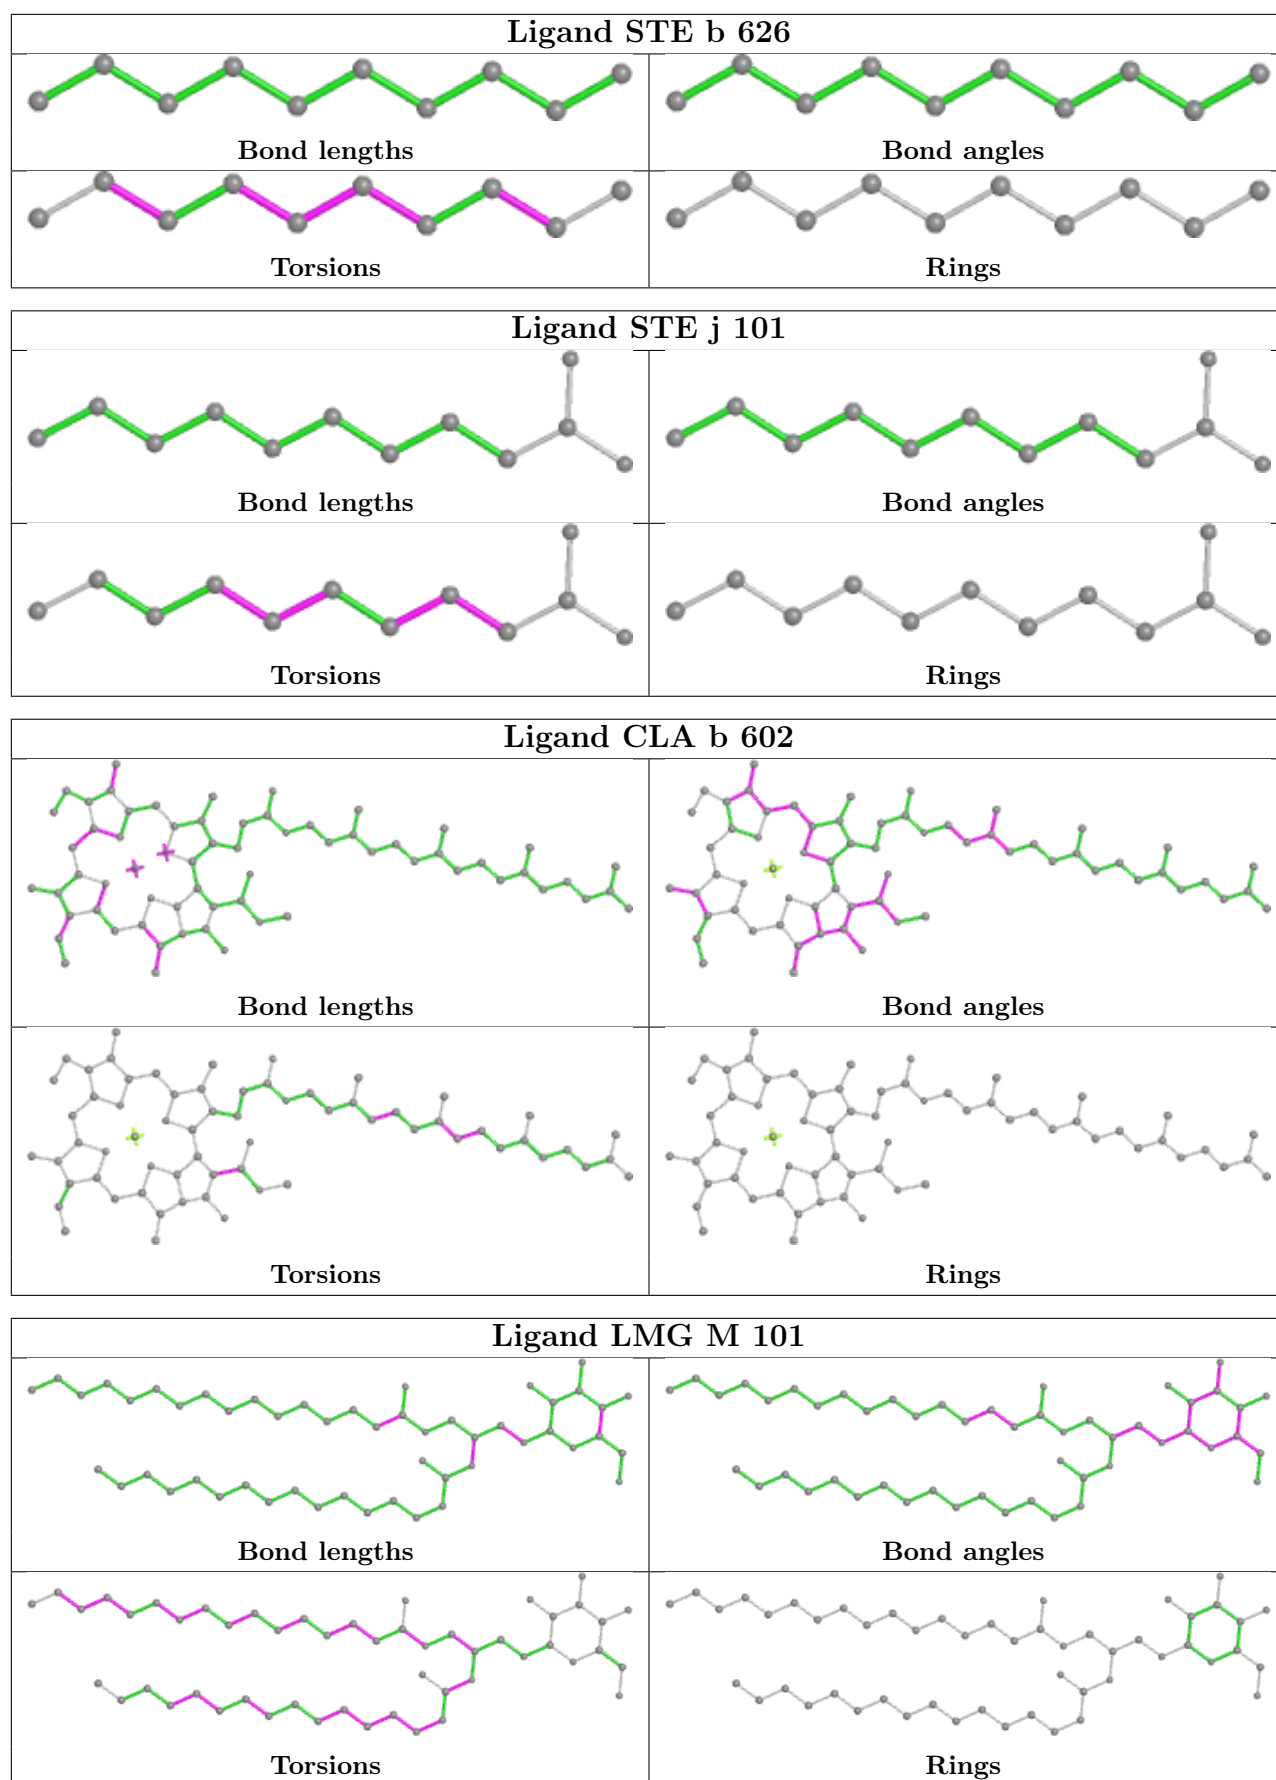 Ligand STE b 626
Bond lengths
Bond angles
Torsions
Rings
Ligand STE j 101
Bond lengths
Bond angles
Torsions
Rings
Ligand CLA b 602
Bond lengths
Bond angles
Torsions
Rings
Ligand LMG M 101
Bond lengths
Bond angles
Torsions
Rings